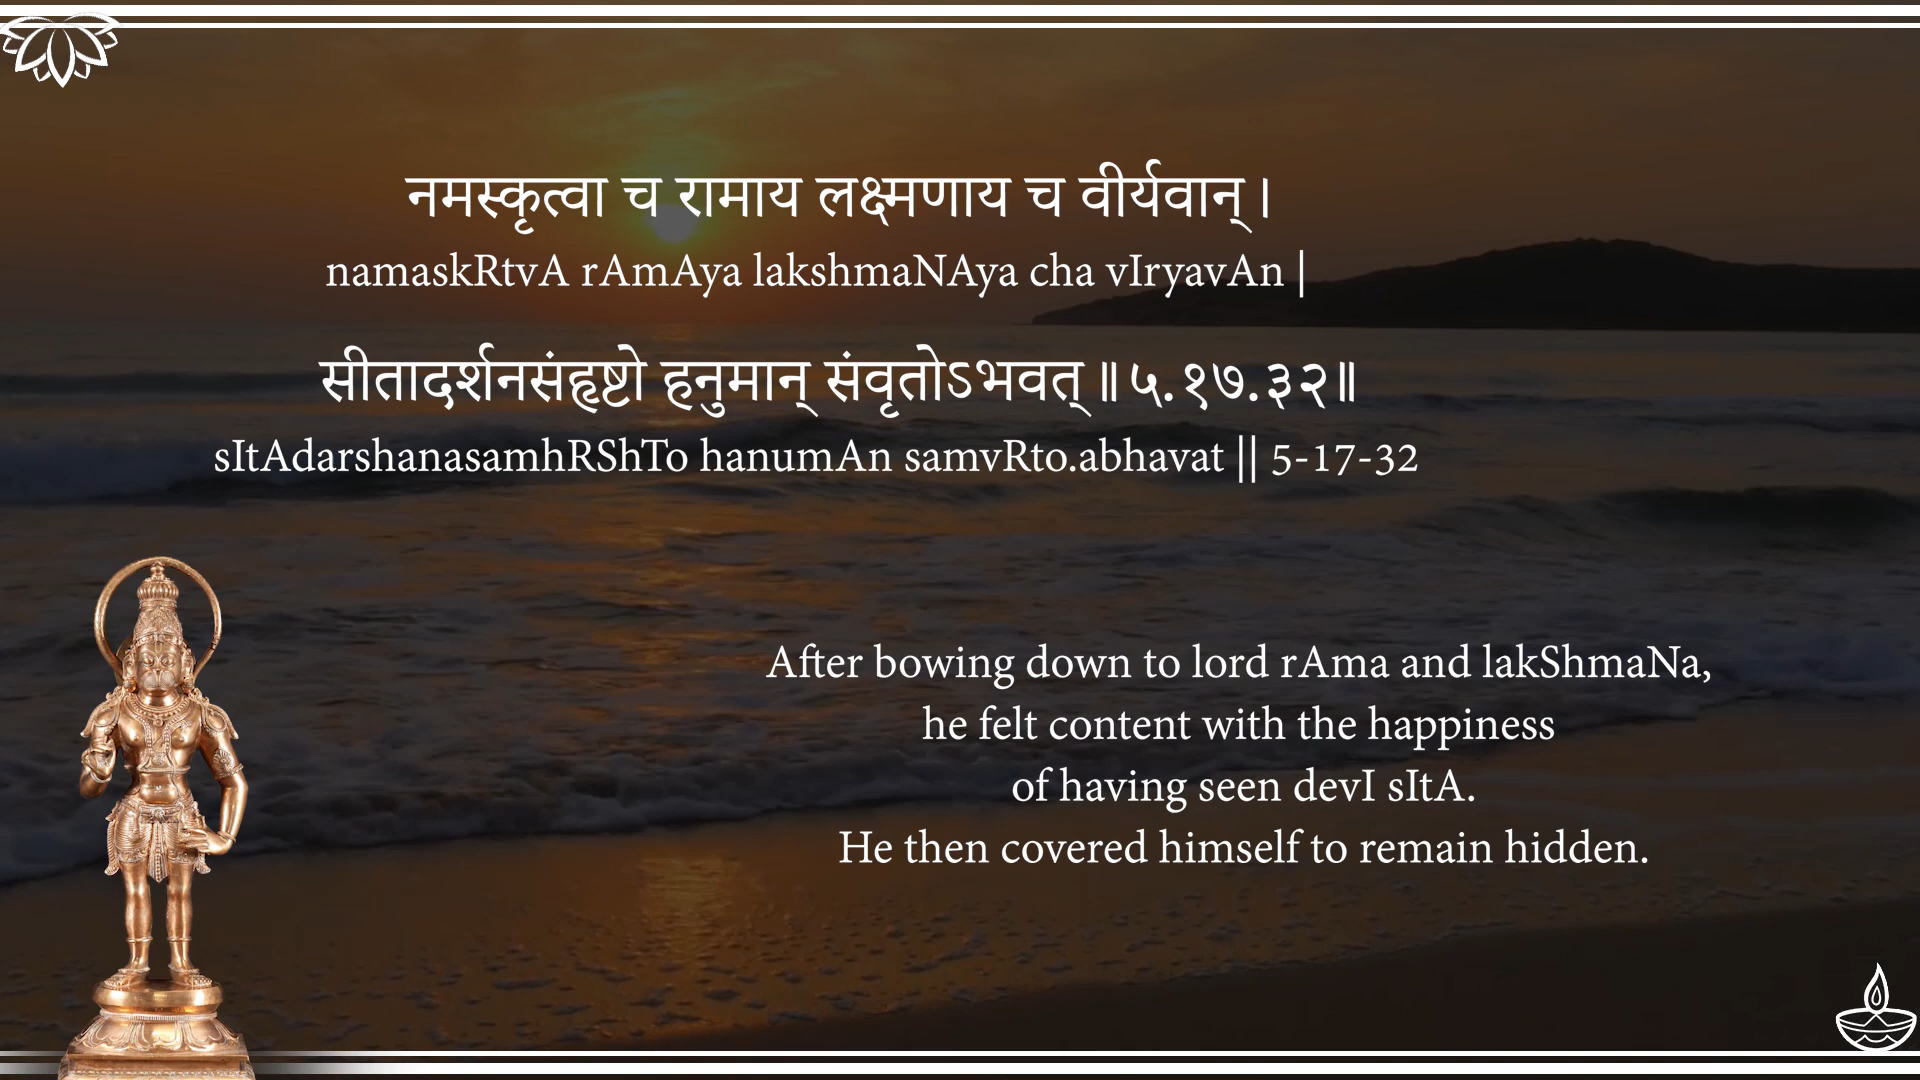 नमस्कृत्वा च रामाय लक्ष्मणाय च वीर्यवान् ।
namaskRtvA rAmAya lakshmaNAya cha vIryavAn |
सीतादर्शनसंहृष्टो हनुमान् संवृतोऽभवत् ॥ ५.१७.३२॥
sItAdarshanasamhRShTo hanumAn samvRto.abhavat || 5-17-32
After bowing down to lord rAma and lakShmaNa,
he felt content with the happiness
of having seen devI sItA.
He then covered himself to remain hidden.